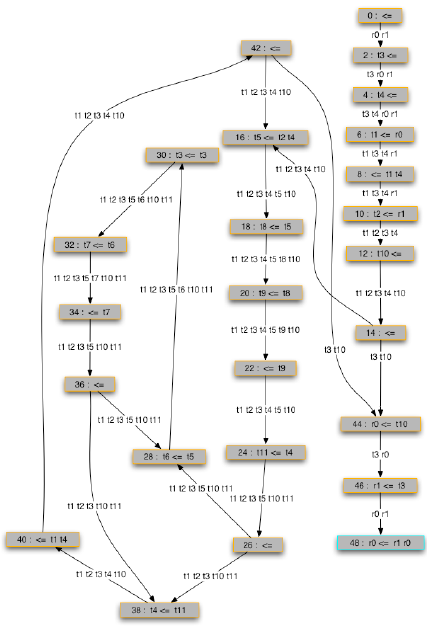 0 : <=
r0 r1
2 : t3 <=
t3 r0 r1
4 : t4 <=
t3 t4 r0 r1
6 : t1 <= r0
t1 t3 t4 r1
8 : <= t1 t4
t1 t3 t4 r1
10 : t2 <= r1
t1 t2 t3 t4
12 : t10 <=
t1 t2 t3 t4 t10
14 : <=
t3 t10
t1 t2 t3 t4 t10
42 : <=
t1 t2 t3 t4 t10
t3 t10
16 : t5 <= t2 t4
t1 t2 t3 t4 t5 t10
18 : t8 <= t5
t1 t2 t3 t4 t5 t8 t10
20 : t9 <= t8
t1 t2 t3 t4 t5 t9 t10
22 : <= t9
t1 t2 t3 t4 t5 t10
24 : t11 <= t4
t1 t2 t3 t5 t10 t11
26 : <=
t1 t2 t3 t5 t10 t11
t1 t2 t3 t10 t11
28 : t6 <= t5
t1 t2 t3 t5 t6 t10 t11
30 : t3 <= t3
t1 t2 t3 t5 t6 t10 t11
32 : t7 <= t6
t1 t2 t3 t5 t7 t10 t11
34 : <= t7
t1 t2 t3 t5 t10 t11
36 : <=
t1 t2 t3 t5 t10 t11
t1 t2 t3 t10 t11
38 : t4 <= t11
t1 t2 t3 t4 t10
40 : <= t1 t4
t1 t2 t3 t4 t10
44 : r0 <= t10
t3 r0
46 : r1 <= t3
r0 r1
48 : r0 <= r1 r0